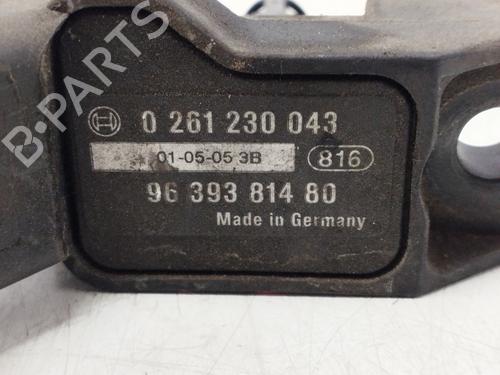 B-PARTS
0 261 230 043
01-05-05 3B
816
96 393 814 80
Made in Germany